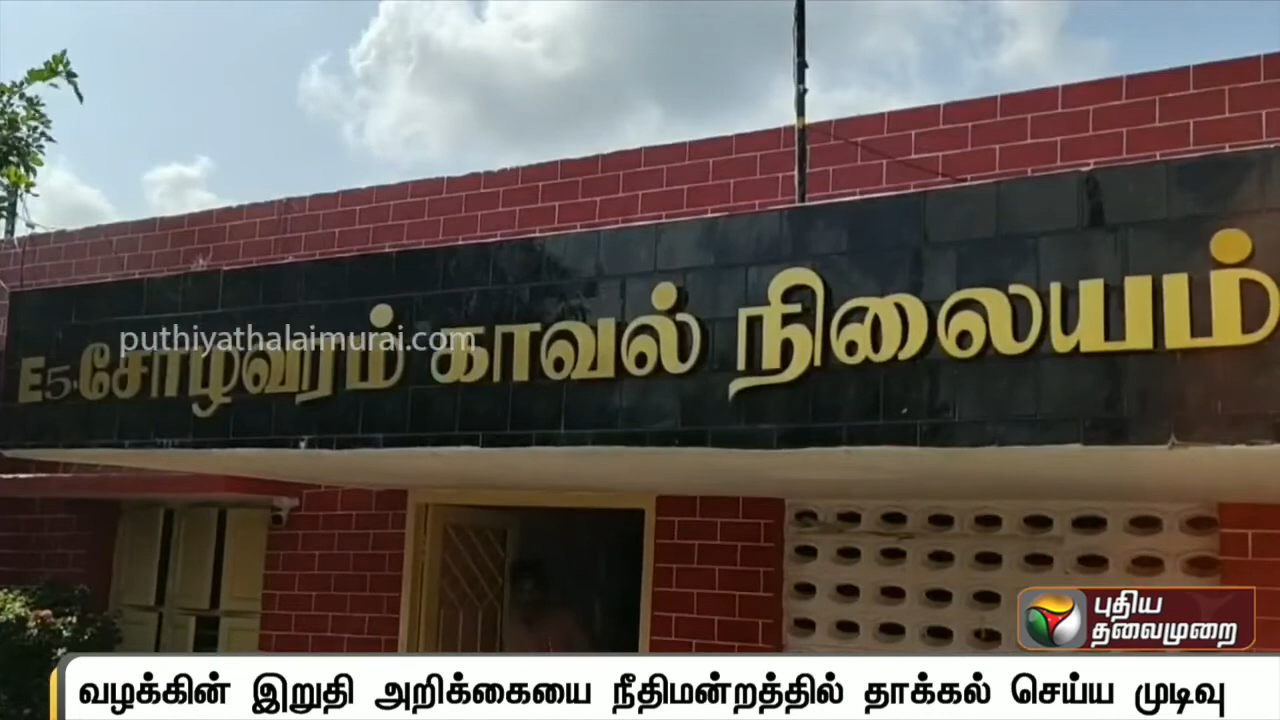 puthiyathalaimurai.com
E5.சோழவரம் காவல் நிலையம்
புதிய
தலைமுறை
வழக்கின் இறுதி அறிக்கையை நீதிமன்றத்தில் தாக்கல் செய்ய முடிவு